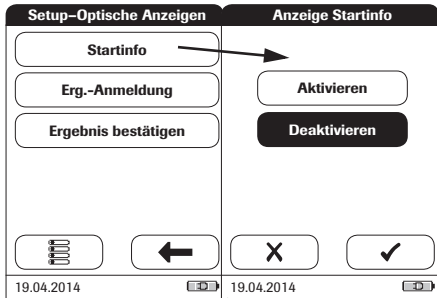 Setup-Optische Anzeigen
Startinfo
Erg.-Anmeldung
Ergebnis bestätigen
19.04.2014
Anzeige Startinfo
Aktivieren
Deaktivieren
19.04.2014